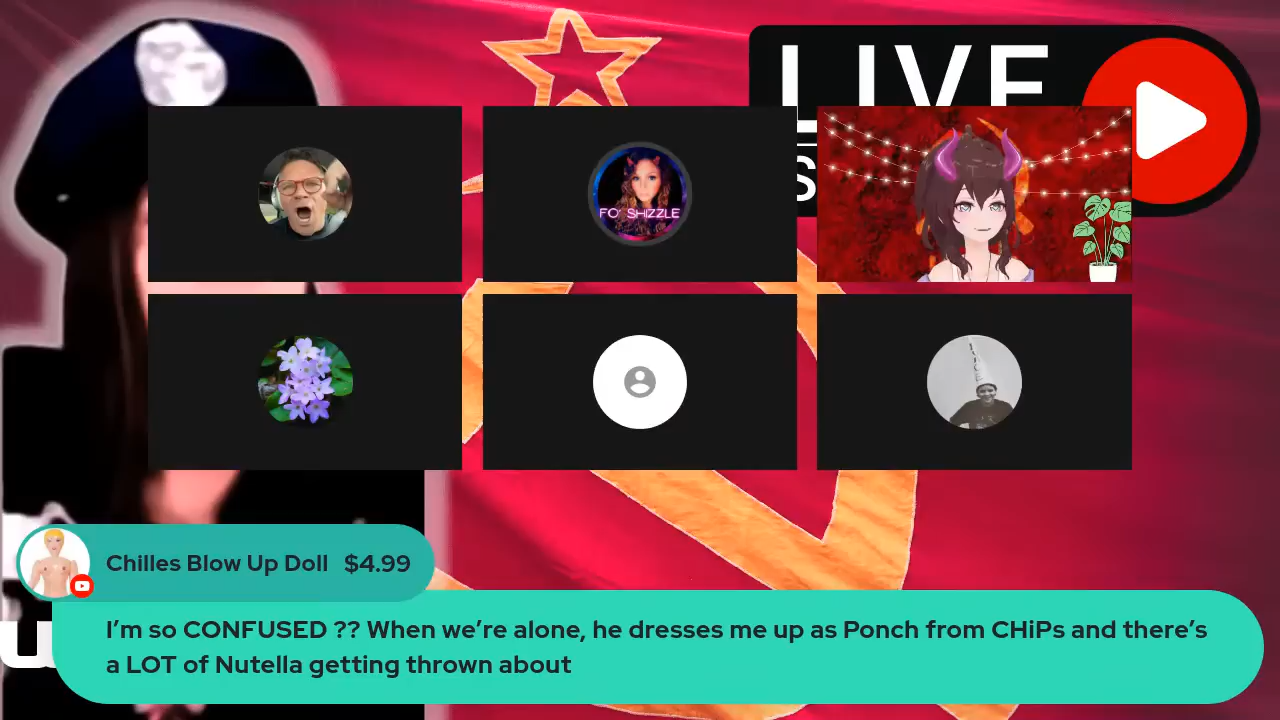 LIVE
S
FO' SHIZZLE
Chilles Blow Up Doll $4.99
I'm so CONFUSED ?? When we're alone, he dresses me up as Ponch from CHiPs and there's
a LOT of Nutella getting thrown about